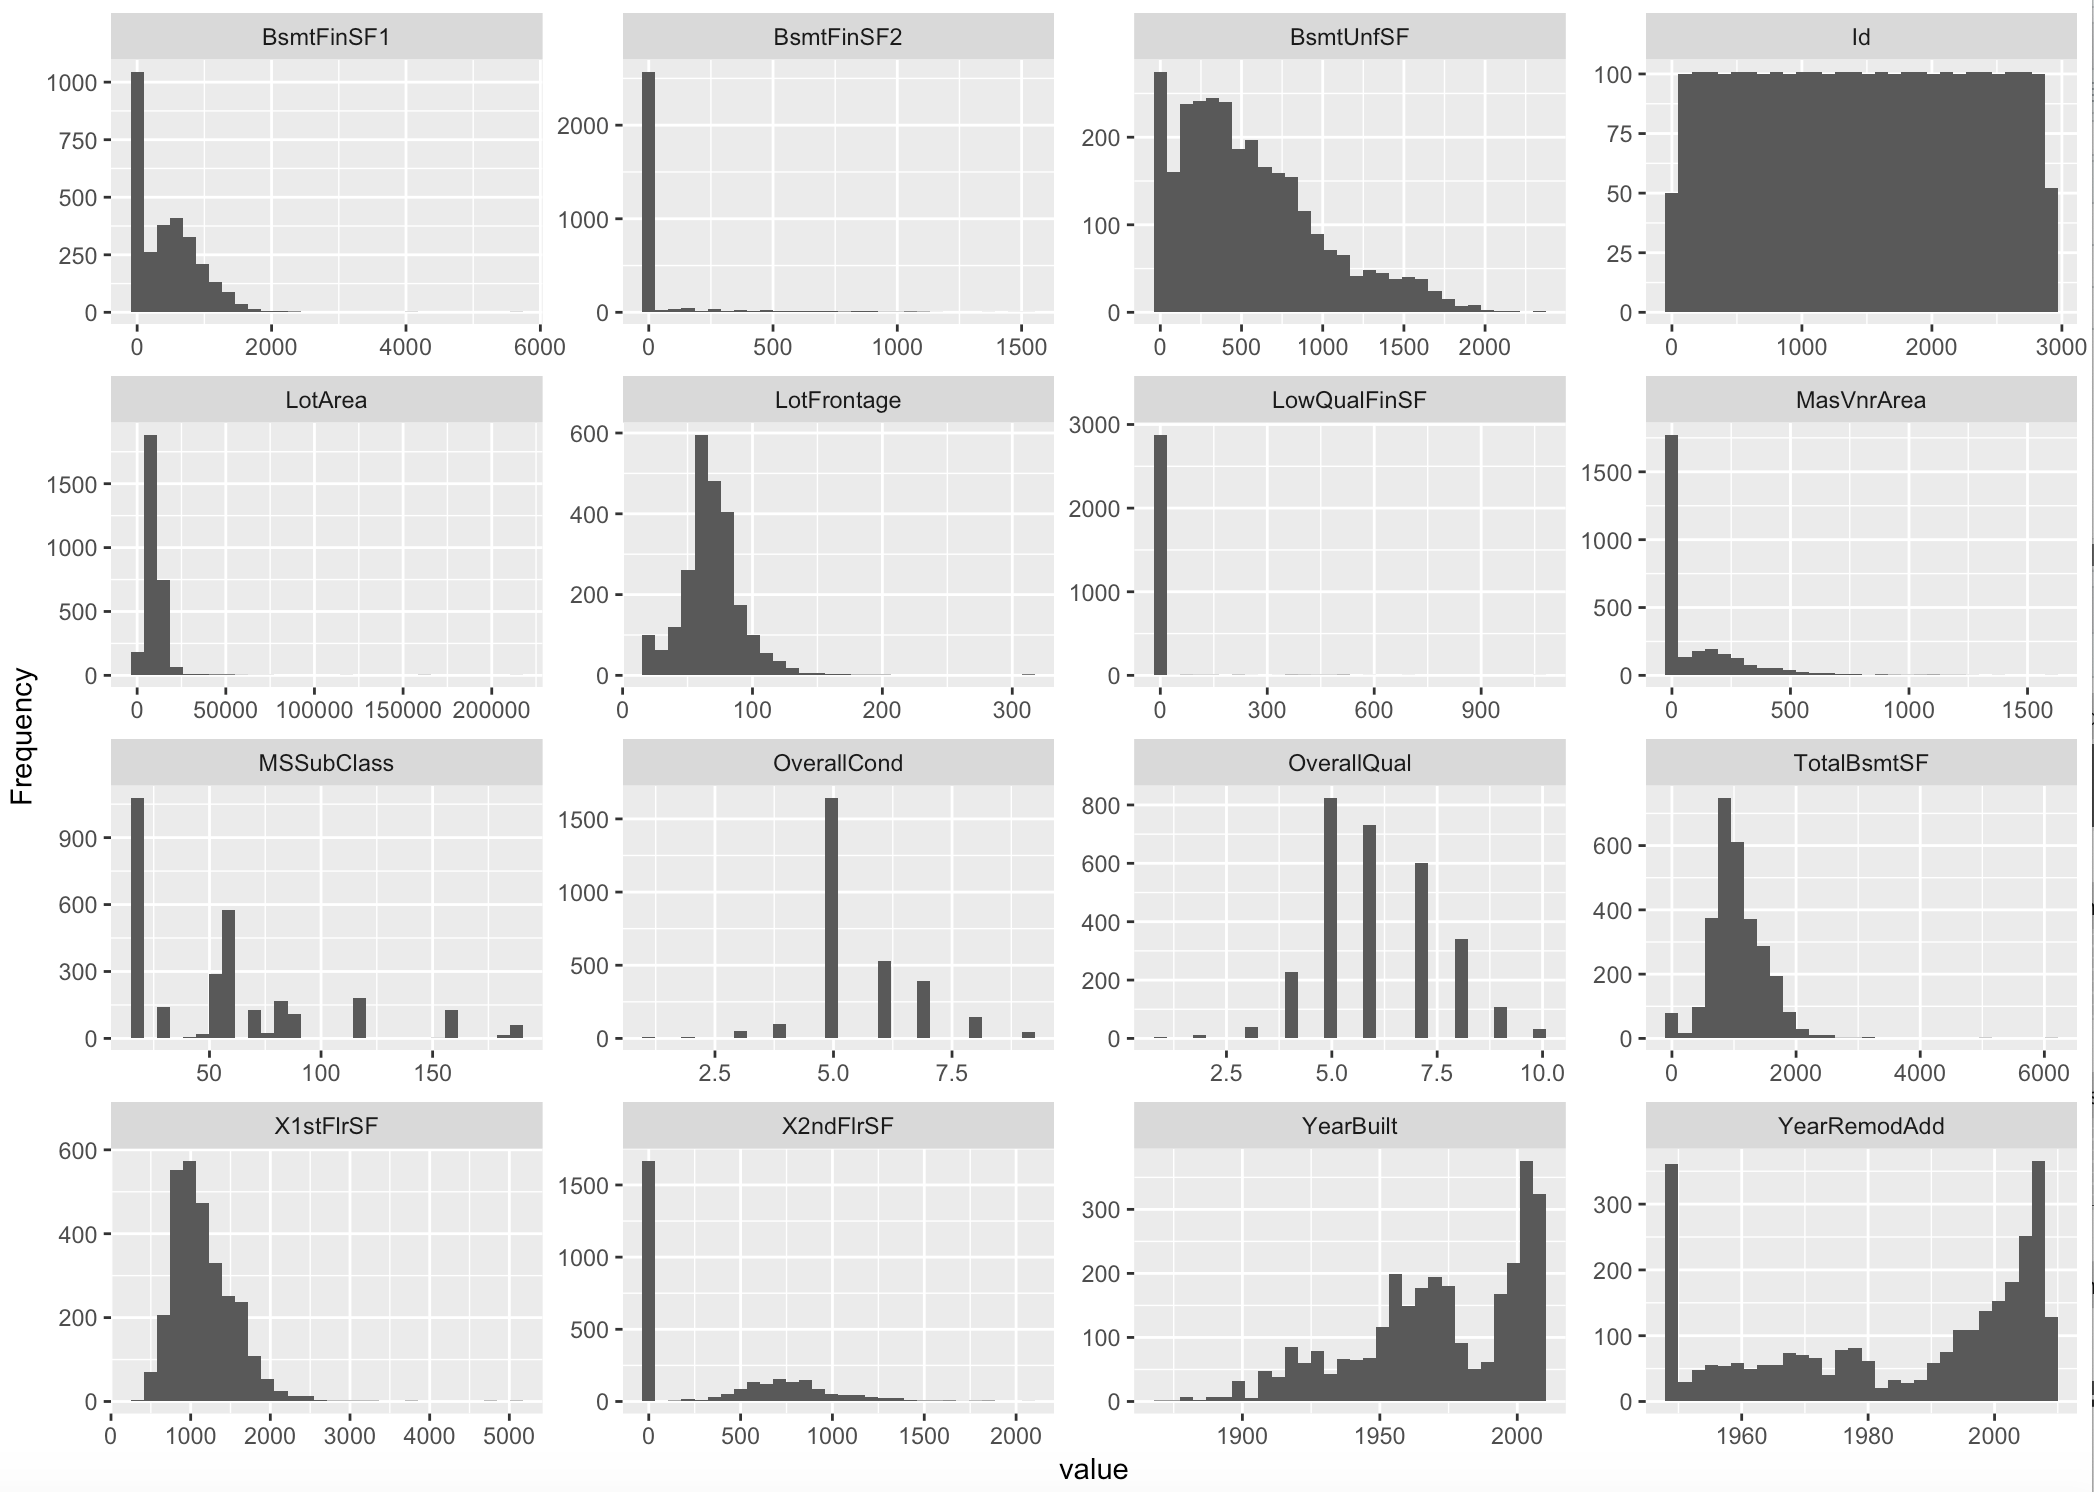 BsmtFinSF1 BsmtFinSF2 BsmtUnfSF Id
1000
750
500
250
0
0 2000 4000 6000
2000
1000
0
0 500 1000 1500
200
100
0
0 500 1000 1500 2000
100
75
50
25
0
0 1000 2000 3000
LotArea LotFrontage LowQualFinSF MasVnrArea
1500
1000
500
0
0 50000 100000 150000 200000
600
400
200
0
0 100 200 300
3000
2000
1000
0
0 300 600 900
1500
1000
500
0
0 500 1000 1500
Frequency
MSSubClass OverallCond OverallQual TotalBsmtSF
900
600
300
0
50 100 150
1500
1000
500
0
2.5 5.0 7.5
800
600
400
200
0
2.5 5.0 7.5 10.0
600
400
200
0
0 2000 4000 6000
X1stFlrSF X2ndFlrSF YearBuilt YearRemodAdd
600
400
200
0
0 1000 2000 3000 4000 5000
1500
1000
500
0
0 500 1000 1500 2000
300
200
100
0
1900 1950 2000
300
200
100
0
1960 1980 2000
value